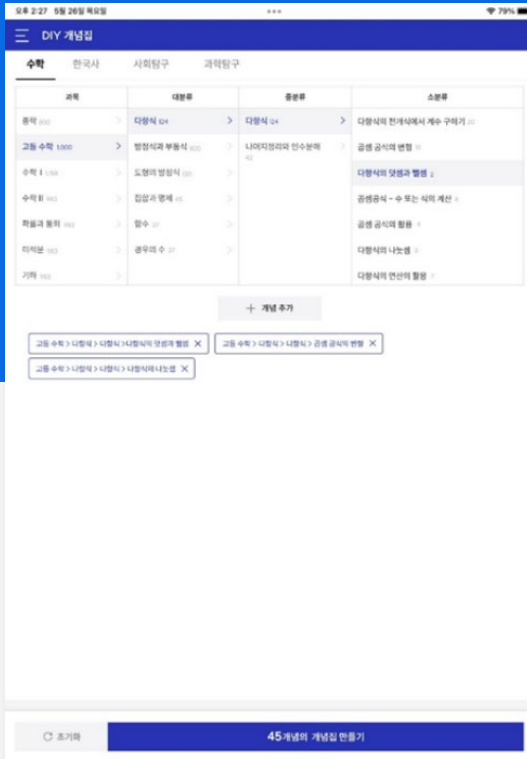 오후 2:27 5월 26일 목요일
79%
DIY 개념집
수학 한국사 사회탐구 과학탐구
과목 대분류 중분류 소분류
중학 다항식 124 다항식 124 다항식의 전개식에서 계수 구하기
고등 수학 1,000 방정식과 부등식 나머지정리와 인수분해 곱셈 공식의 변형
42
수학 I 도형의 방정식 다항식의 덧셈과 뺄셈 2
수학 II 집합과 명제 곱셈공식 - 수 또는 식의 계산
확률과 통계 함수 곱셈 공식의 활용
미적분 경우의 수 다항식의 나눗셈
기하 다항식의 연산의 활용
+ 개념 추가
고등 수학 > 다항식 > 다항식 > 다항식의 덧셈과 뺄셈 ×
고등 수학 > 다항식 > 다항식 > 곱셈 공식의 변형 ×
고등 수학 > 다항식 > 다항식 > 다항식의 나눗셈 ×
초기화
45개념의 개념집 만들기